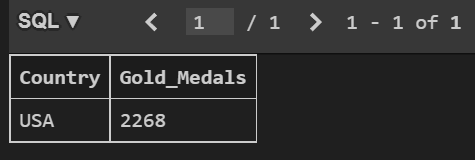 SQL ▼ < 1 / 1 > 1 - 1 of 1
Country Gold_Medals
USA 2268